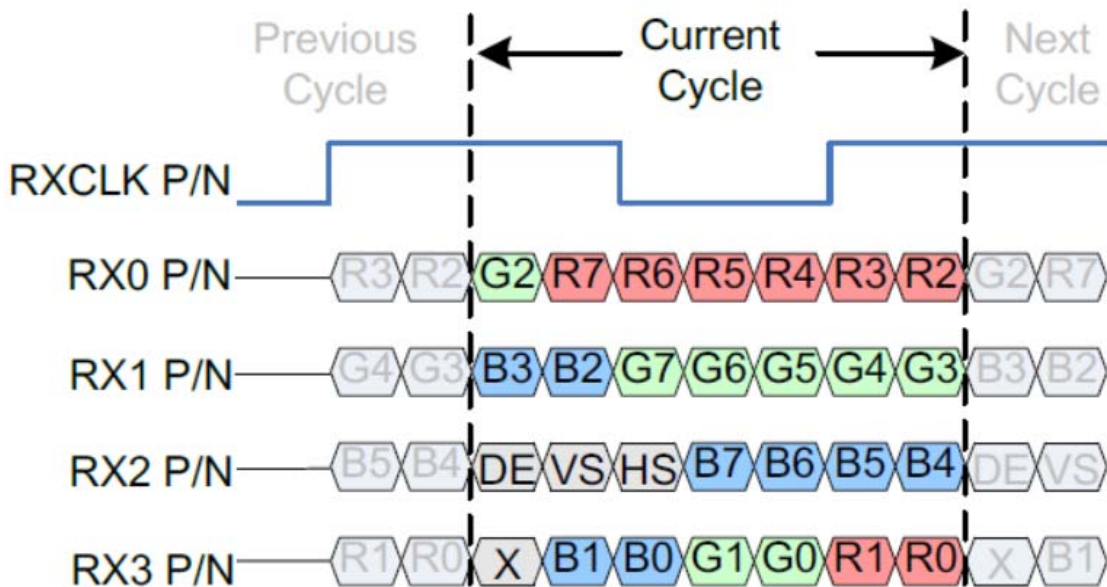 Previous Cycle
Current Cycle
Next Cycle
RXCLK P/N
RX0 P/N R3 R2 G2 R7 R6 R5 R4 R3 R2 G2 R7
RX1 P/N G4 G3 B3 B2 G7 G6 G5 G4 G3 B3 B2
RX2 P/N B5 B4 DE VS HS B7 B6 B5 B4 DE VS
RX3 P/N R1 R0 X B1 B0 G1 G0 R1 R0 X B1